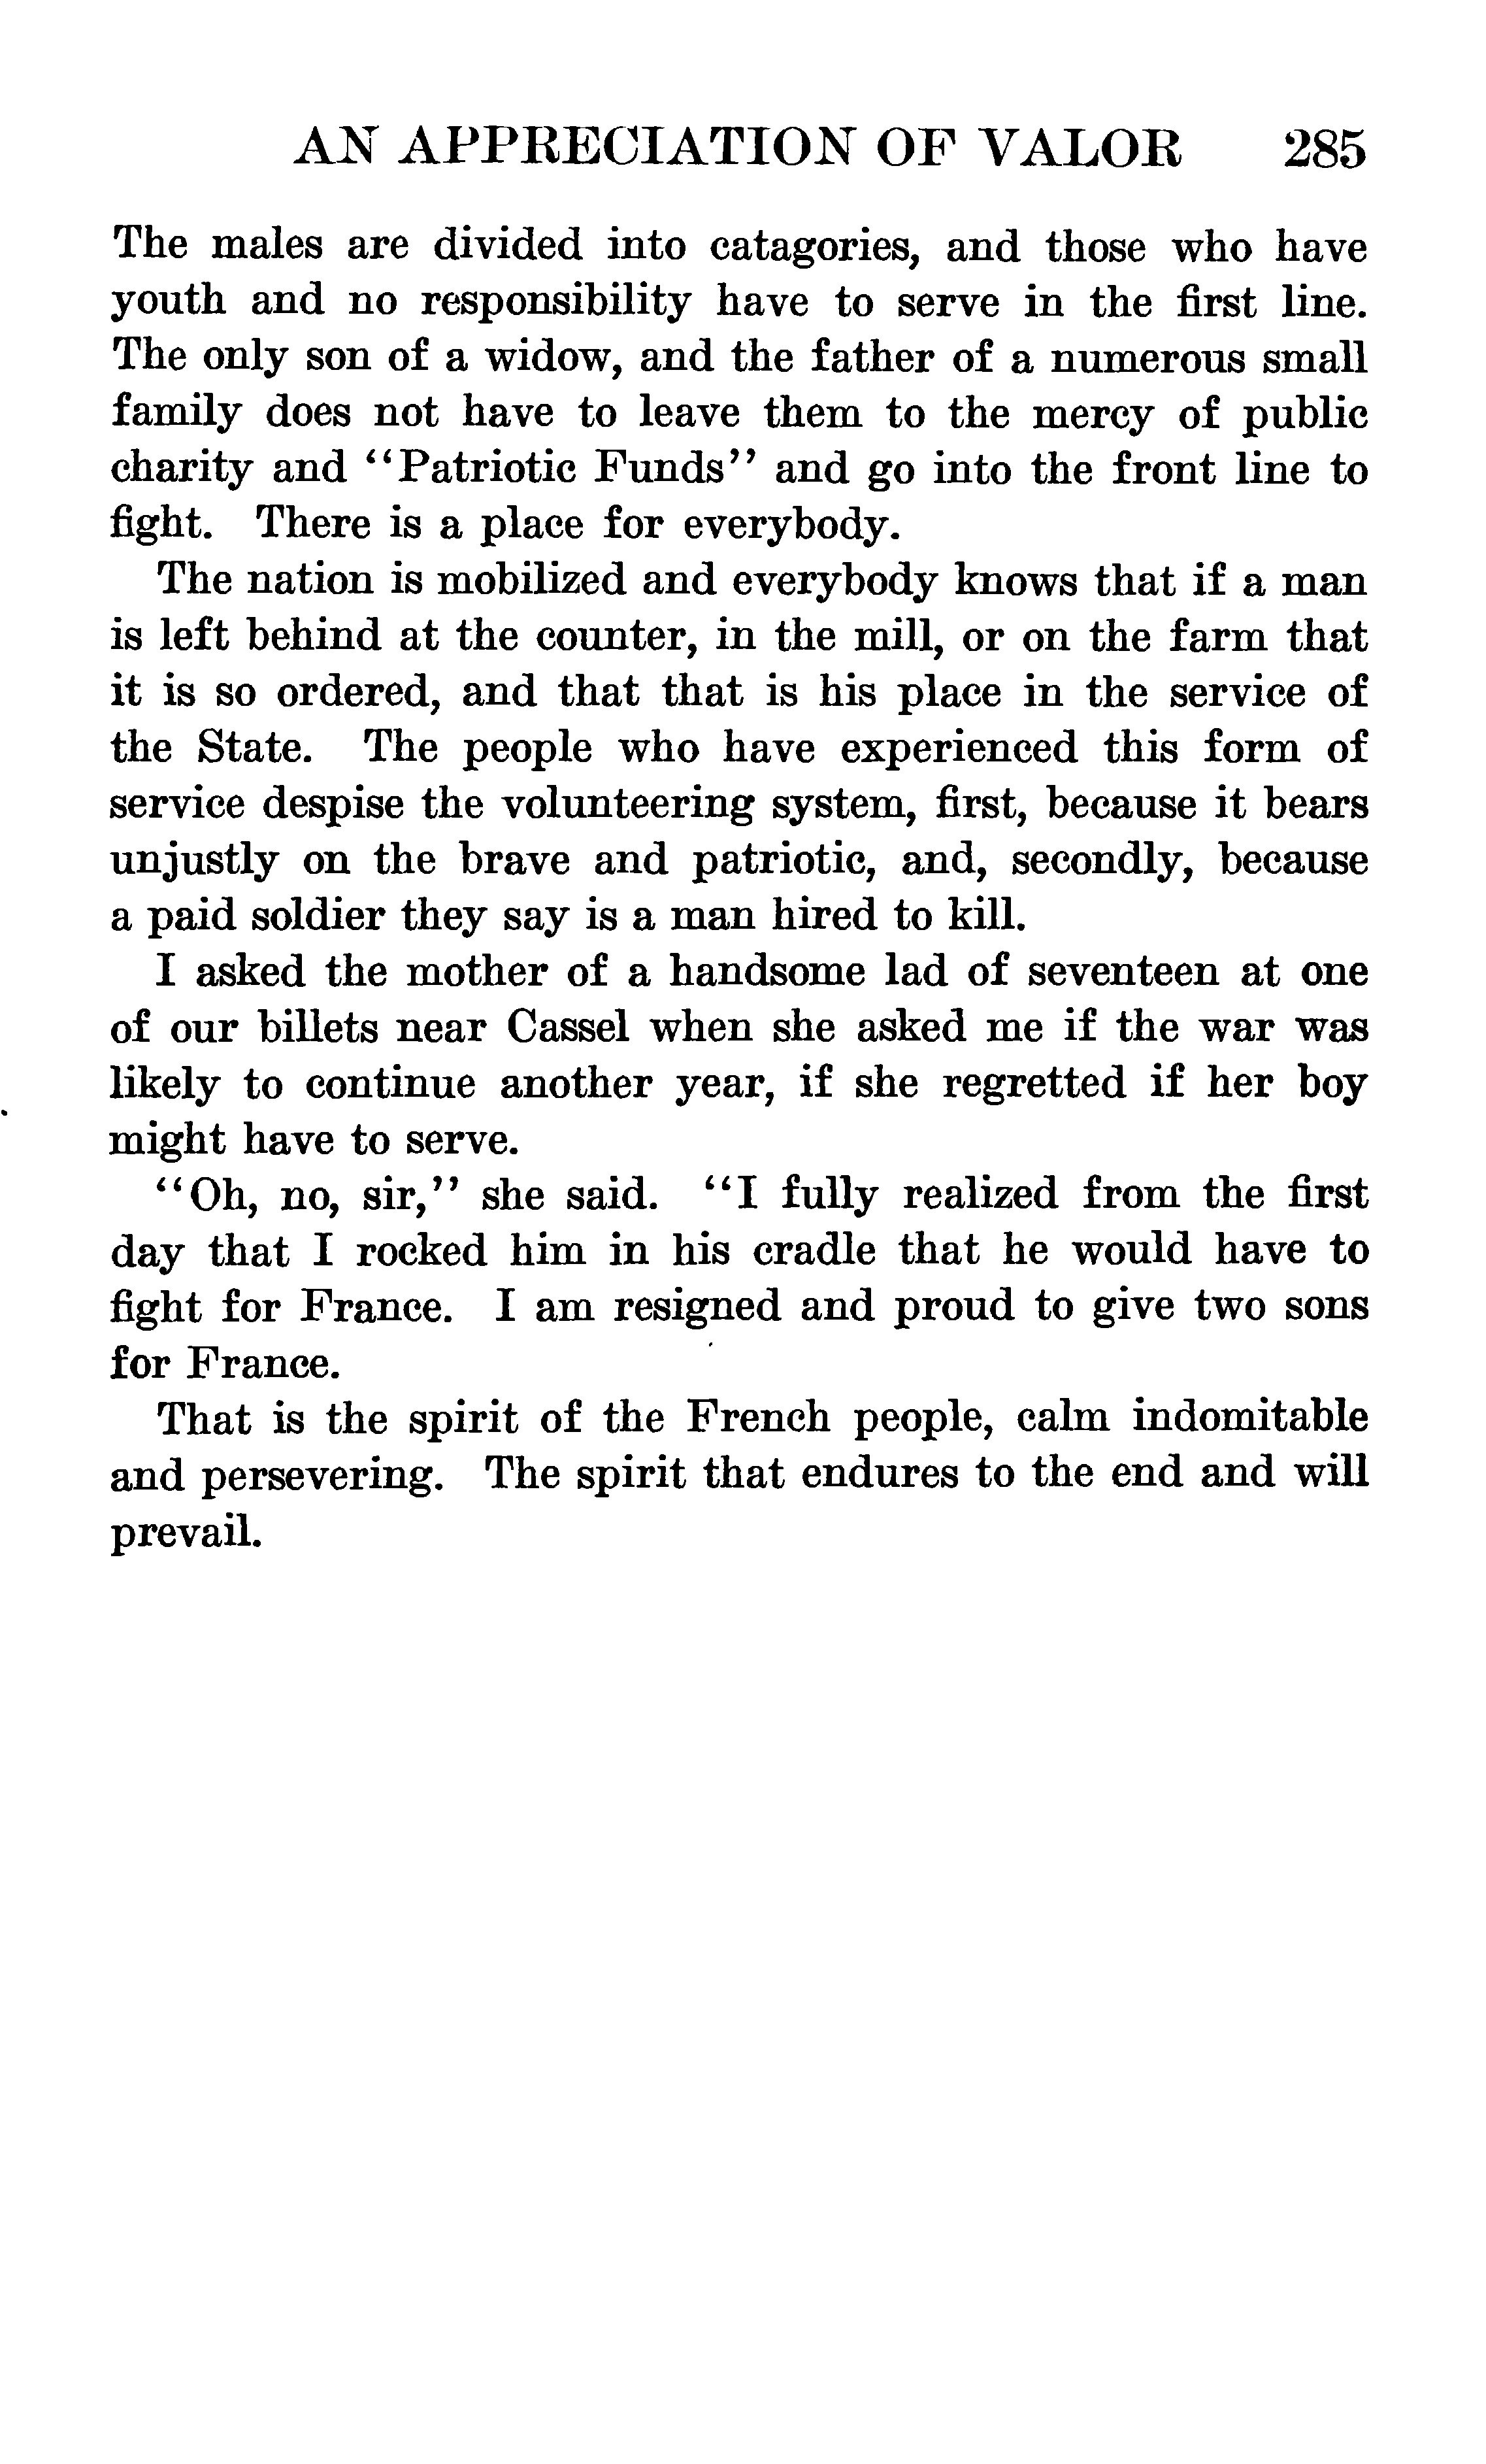 AN APPRECIATION OF VALOR 285
The males are divided into catagories, and those who have
youth and no responsibility have to serve in the first line.
The only son of a widow, and the father of a numerous small
family does not have to leave them to the mercy of public
charity and “Patriotic Funds” and go into the front line to
fight. There is a place for everybody.
The nation is mobilized and everybody knows that if a man
is left behind at the counter, in the mill, or on the farm that
it is so ordered, and that that is his place in the service of
the State. The people who have experienced this form of
service despise the volunteering system, first, because it bears
unjustly on the brave and patriotic, and, secondly, because
a paid soldier they say is a man hired to kill.
I asked the mother of a handsome lad of seventeen at one
of our billets near Cassel when she asked me if the war was
likely to continue another year, if she regretted if her boy
might have to serve.
“Oh, no, sir,” she said. “I fully realized from the first
day that I rocked him in his cradle that he would have to
fight for France. I am resigned and proud to give two sons
for France.
That is the spirit of the French people, calm indomitable
and persevering. The spirit that endures to the end and will
prevail.